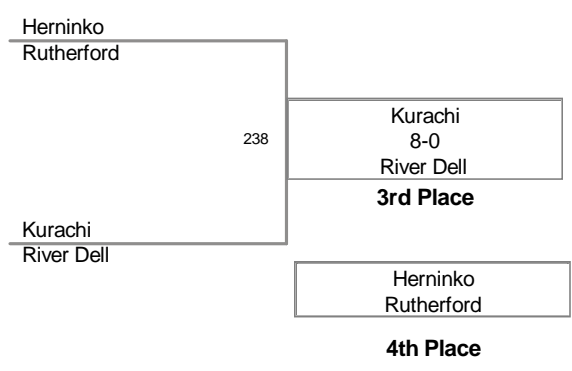 Herninko
Rutherford
238
Kurachi
8-0
River Dell
3rd Place
Kurachi
River Dell
Herninko
Rutherford
4th Place